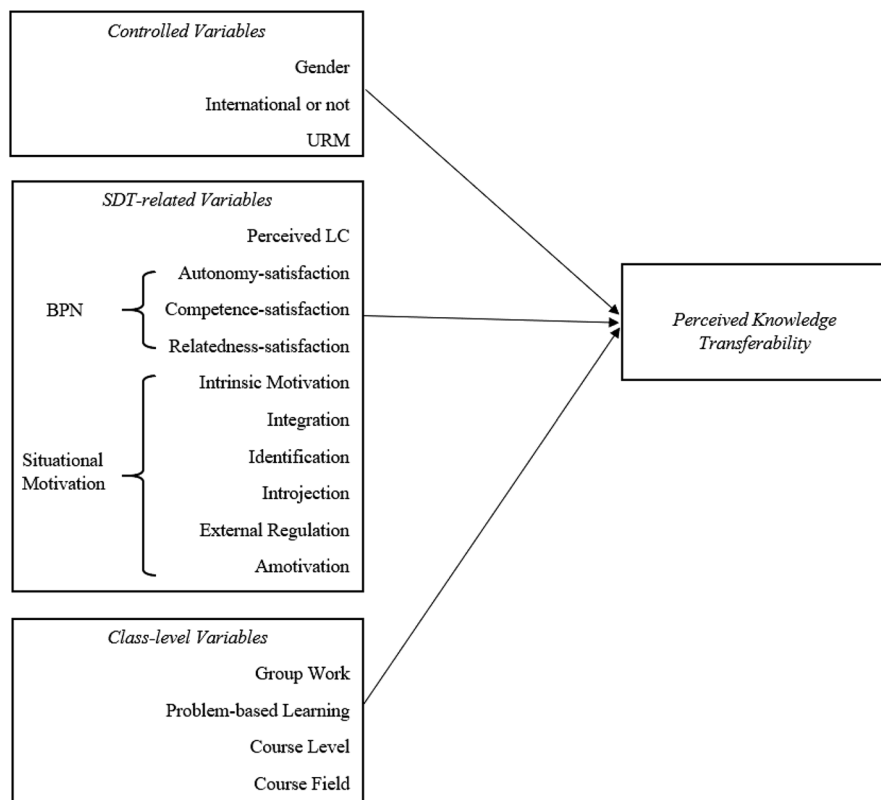 Controlled Variables
Gender
International or not
URM
SDT-related Variables
Perceived LC
BPN
Autonomy-satisfaction
Competence-satisfaction
Relatedness-satisfaction
Situational
Motivation
Intrinsic Motivation
Integration
Identification
Introjection
External Regulation
Amotivation
Class-level Variables
Group Work
Problem-based Learning
Course Level
Course Field
Perceived Knowledge
Transferability